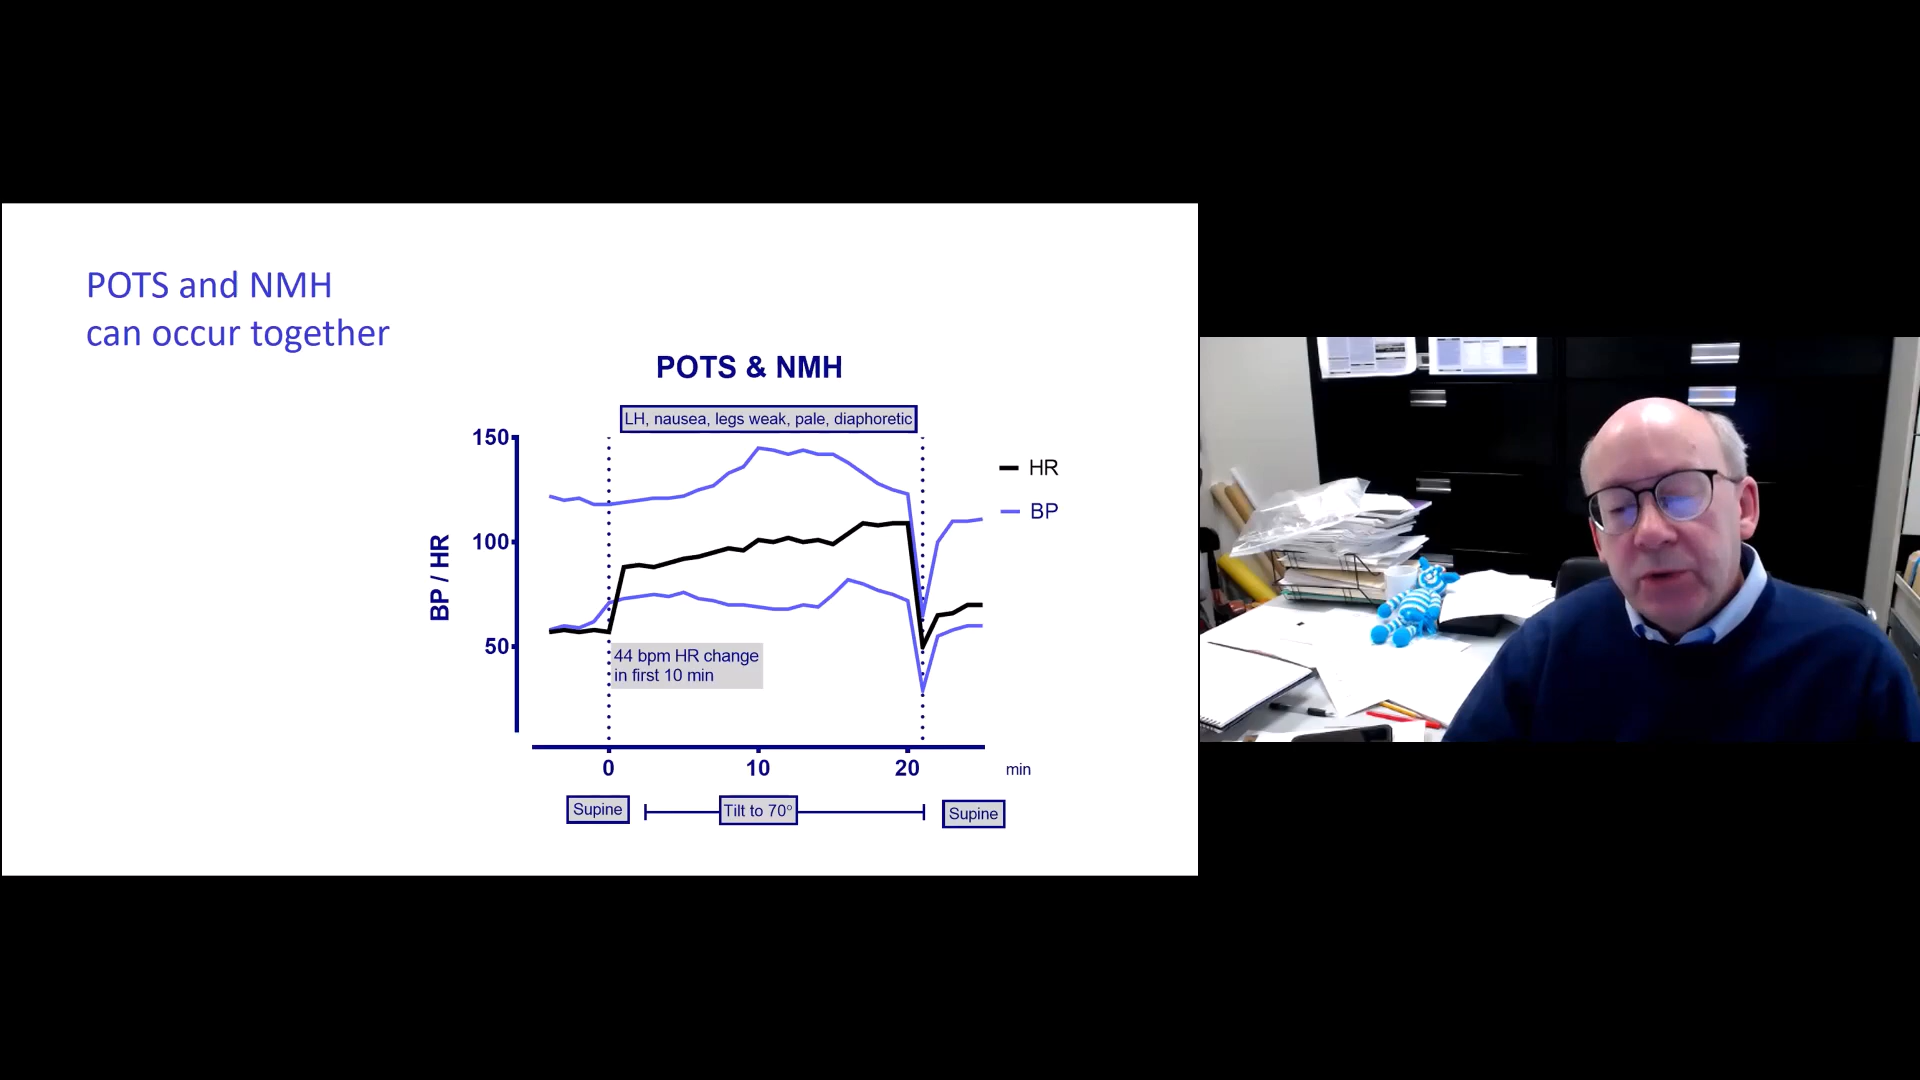 POTS and NMH
can occur together
POTS & NMH
LH, nausea, legs weak, pale, diaphoretic
150
100
50
BP / HR
HR
BP
44 bpm HR change
in first 10 min
0
10
20
min
Supine
Tilt to 70°
Supine